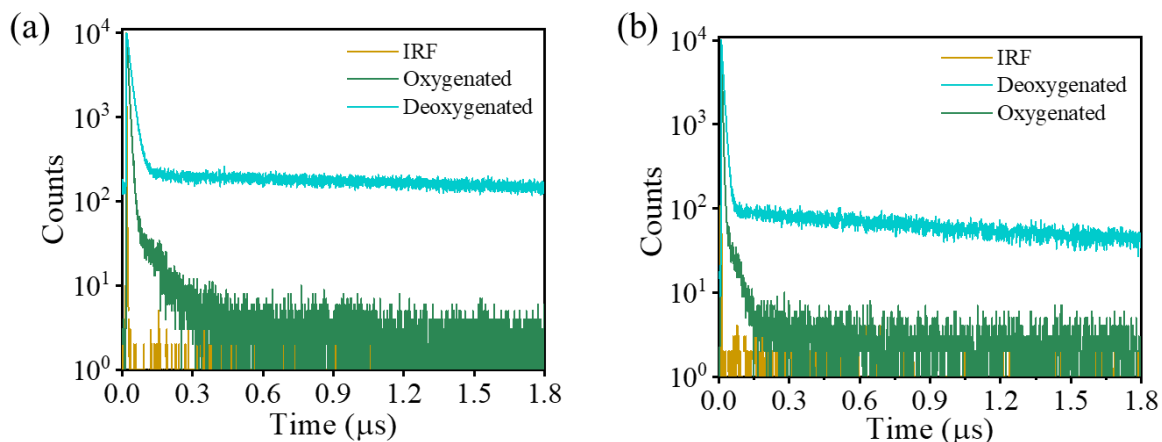 (a)
10⁴
10³
10²
10¹
10⁰
Counts
IRF
Oxygenated
Deoxygenated
0.0 0.3 0.6 0.9 1.2 1.5 1.8
Time (μs)
(b)
10⁴
10³
10²
10¹
10⁰
Counts
IRF
Deoxygenated
Oxygenated
0.0 0.3 0.6 0.9 1.2 1.5 1.8
Time (μs)